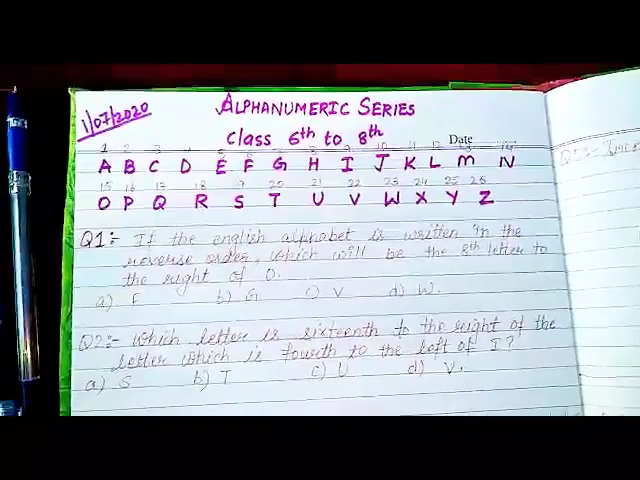 1/07/2020
ALPHANUMERIC SERIES
Class 6th to 8th
Date
1 2 3 4 5 6 7 8 9 10 11 12 13 14
A B C D E F G H I J K L M N
15 16 17 18 9 20 21 22 23 24 25 26
O P Q R S T U V W X Y Z
Q1:- If the english alphabet is written in the
reverse order, which will be the 8th letter to
the right of O.
a) F b) G c) V d) W.
Q2:- Which letter is sixteenth to the right of the
letter which is fourth to the left of I?
a) S b) T c) U d) V.